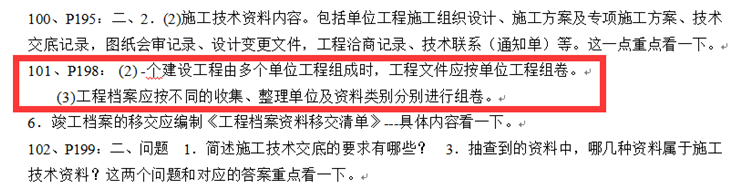 100、P195：二、2．(2)施工技术资料内容。包括单位工程施工组织设计、施工方案及专项施工方案、技术
交底记录，图纸会审记录、设计变更文件，工程洽商记录、技术联系（通知单）等。这一点重点看一下。
101、P198： (2) -个建设工程由多个单位工程组成时，工程文件应按单位工程组卷。
(3)工程档案应按不同的收集、整理单位及资料类别分别进行组卷。
6．竣工档案的移交应编制《工程档案资料移交清单》---具体内容看一下。
102、P199：二、问题 1．简述施工技术交底的要求有哪些？ 3．抽查到的资料中，哪几种资料属于施工
技术资料？这两个问题和对应的答案重点看一下。